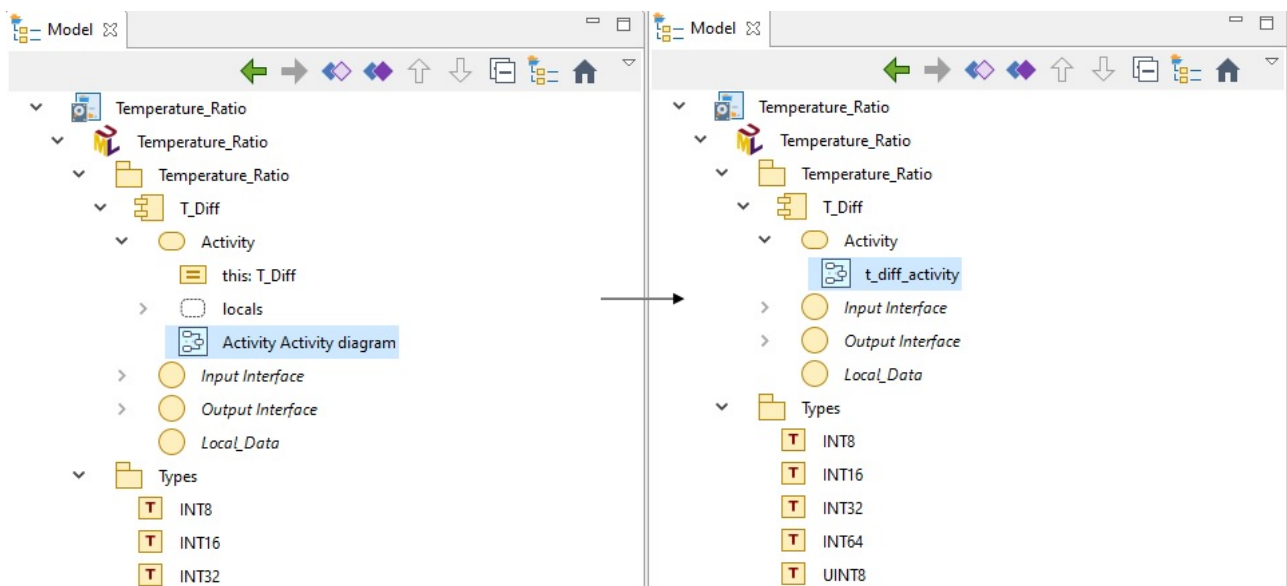 Model
Temperature_Ratio
Temperature_Ratio
Temperature_Ratio
T_Diff
Activity
this: T_Diff
locals
Activity Activity diagram
Input Interface
Output Interface
Local_Data
Types
T INT8
T INT16
T INT32
Model
Temperature_Ratio
Temperature_Ratio
Temperature_Ratio
T_Diff
Activity
t_diff_activity
Input Interface
Output Interface
Local_Data
Types
T INT8
T INT16
T INT32
T INT64
T UINT8